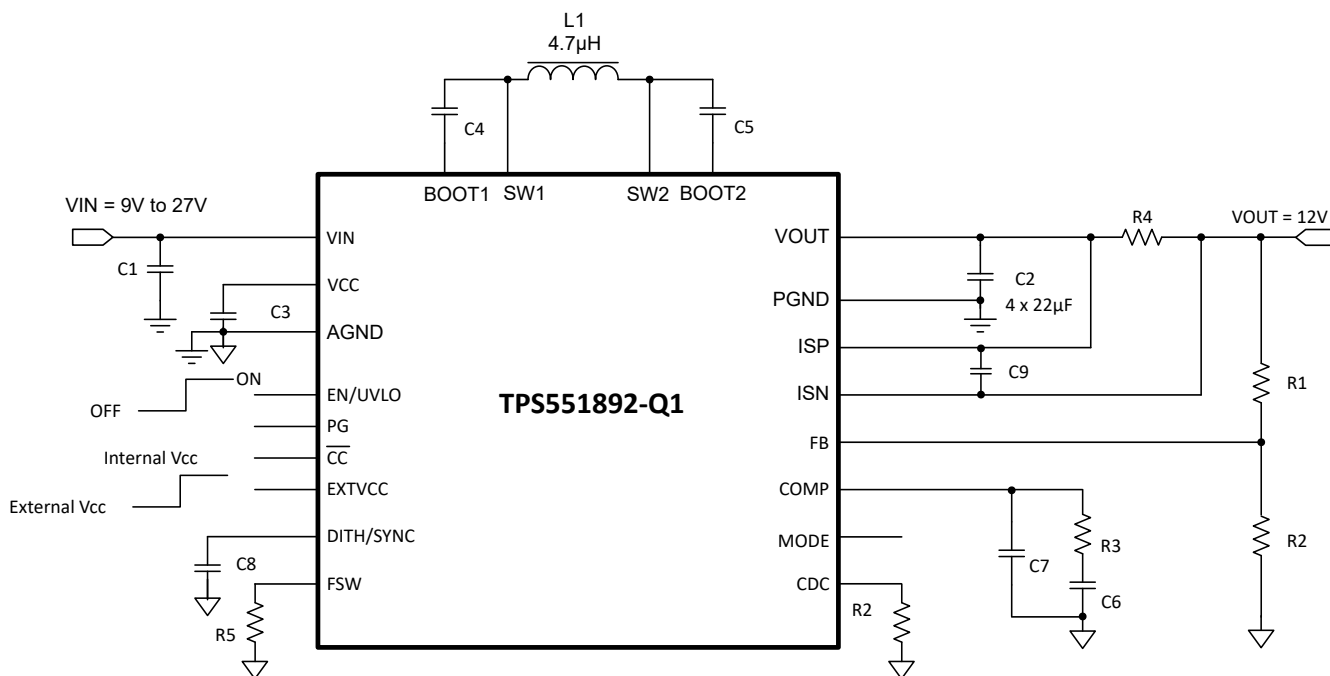 L1
4.7µH
C4
C5
BOOT1
SW1
SW2
BOOT2
VIN = 9V to 27V
C1
VIN
VCC
C3
AGND
OFF
ON
EN/UVLO
PG
Internal Vcc
CC
EXTVCC
External Vcc
DITH/SYNC
C8
FSW
R5
TPS551892-Q1
VOUT
R4
VOUT = 12V
C2
PGND
4 x 22µF
ISP
C9
ISN
R1
FB
COMP
MODE
R3
R2
C7
CDC
C6
R2